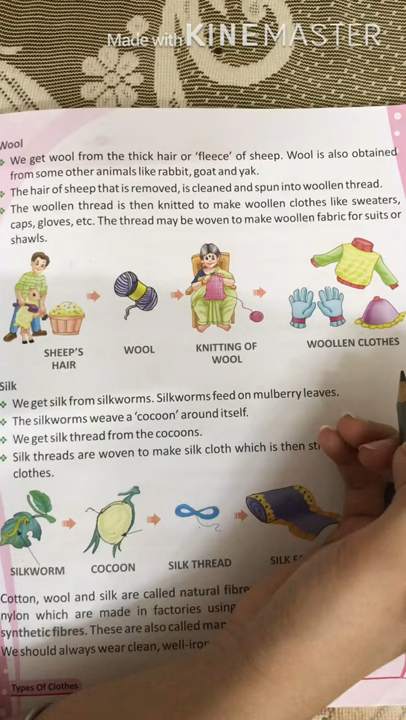 Made with KINEMASTER
Wool
We get wool from the thick hair or ‘fleece’ of sheep. Wool is also obtained
from some other animals like rabbit, goat and yak.
The hair of sheep that is removed, is cleaned and spun into woollen thread.
The woollen thread is then knitted to make woollen clothes like sweaters,
caps, gloves, etc. The thread may be woven to make woollen fabric for suits or
shawls.
SHEEP'S
HAIR
WOOL
KNITTING OF
WOOL
WOOLLEN CLOTHES
Silk
We get silk from silkworms. Silkworms feed on mulberry leaves.
The silkworms weave a ‘cocoon’ around itself.
We get silk thread from the cocoons.
Silk threads are woven to make silk cloth which is then
clothes.
SILKWORM
COCOON
SILK THREAD
SILK
Cotton, wool and silk are called natural
nylon which are made in factories using
synthetic fibres. These are also called
We should always wear clean,
Types Of Clothes